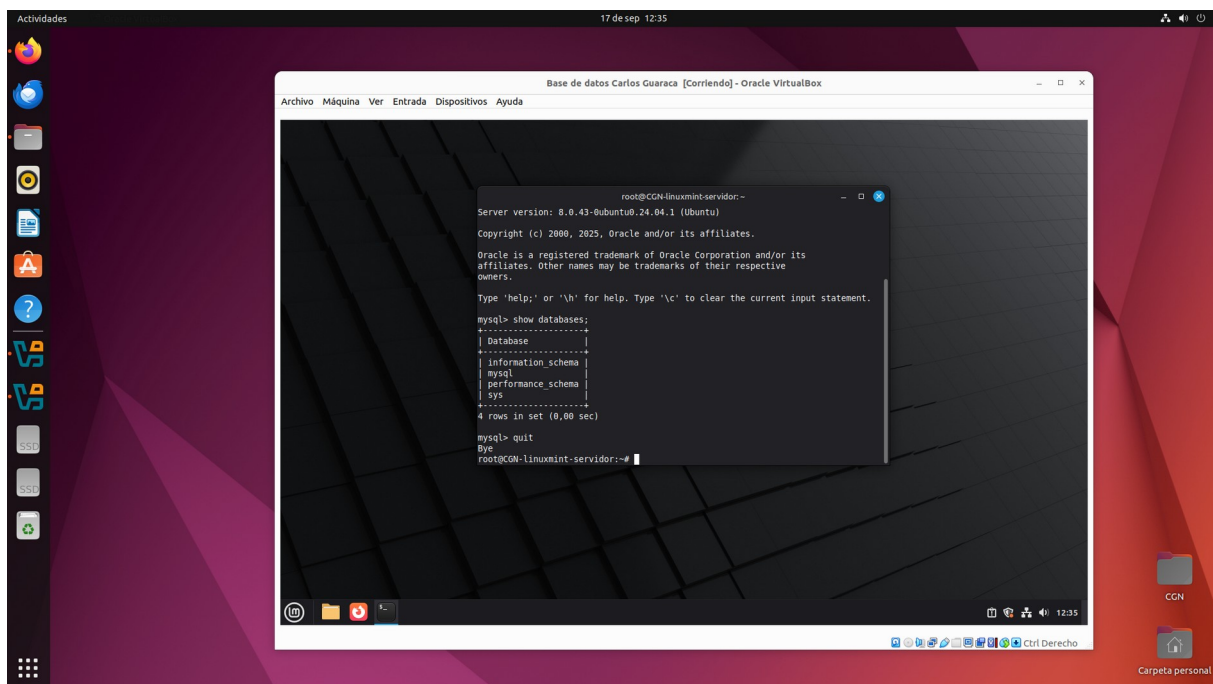 Actividades
17 de sep 12:35
Base de datos Carlos Guaraca [Corriendo] - Oracle VirtualBox
Archivo Máquina Ver Entrada Dispositivos Ayuda
root@CGN-linuxmint-servidor: ~
Server version: 8.0.43-0ubuntu0.24.04.1 (Ubuntu)
Copyright (c) 2000, 2025, Oracle and/or its affiliates.
Oracle is a registered trademark of Oracle Corporation and/or its
affiliates. Other names may be trademarks of their respective
owners.
Type 'help;' or '\h' for help. Type '\c' to clear the current input statement.
mysql> show databases;
+--------------------+
| Database           |
+--------------------+
| information_schema |
| mysql              |
| performance_schema |
| sys                |
+--------------------+
4 rows in set (0,00 sec)
mysql> quit
Bye
root@CGN-linuxmint-servidor:~#
SSD
SSD
CGN
12:35
Ctrl Derecho
Carpeta personal